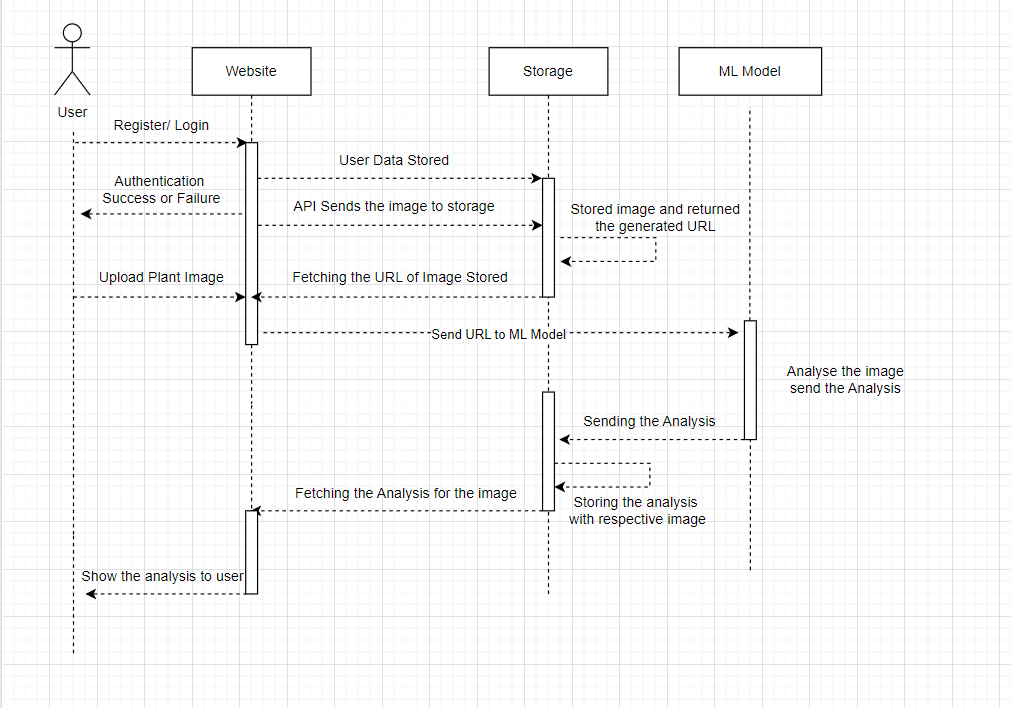 Website
Storage
ML Model
User
Register/ Login
User Data Stored
Authentication
Success or Failure
API Sends the image to storage
Stored image and returned
the generated URL
Upload Plant Image
Fetching the URL of Image Stored
Send URL to ML Model
Analyse the image
send the Analysis
Sending the Analysis
Fetching the Analysis for the image
Storing the analysis
with respective image
Show the analysis to user